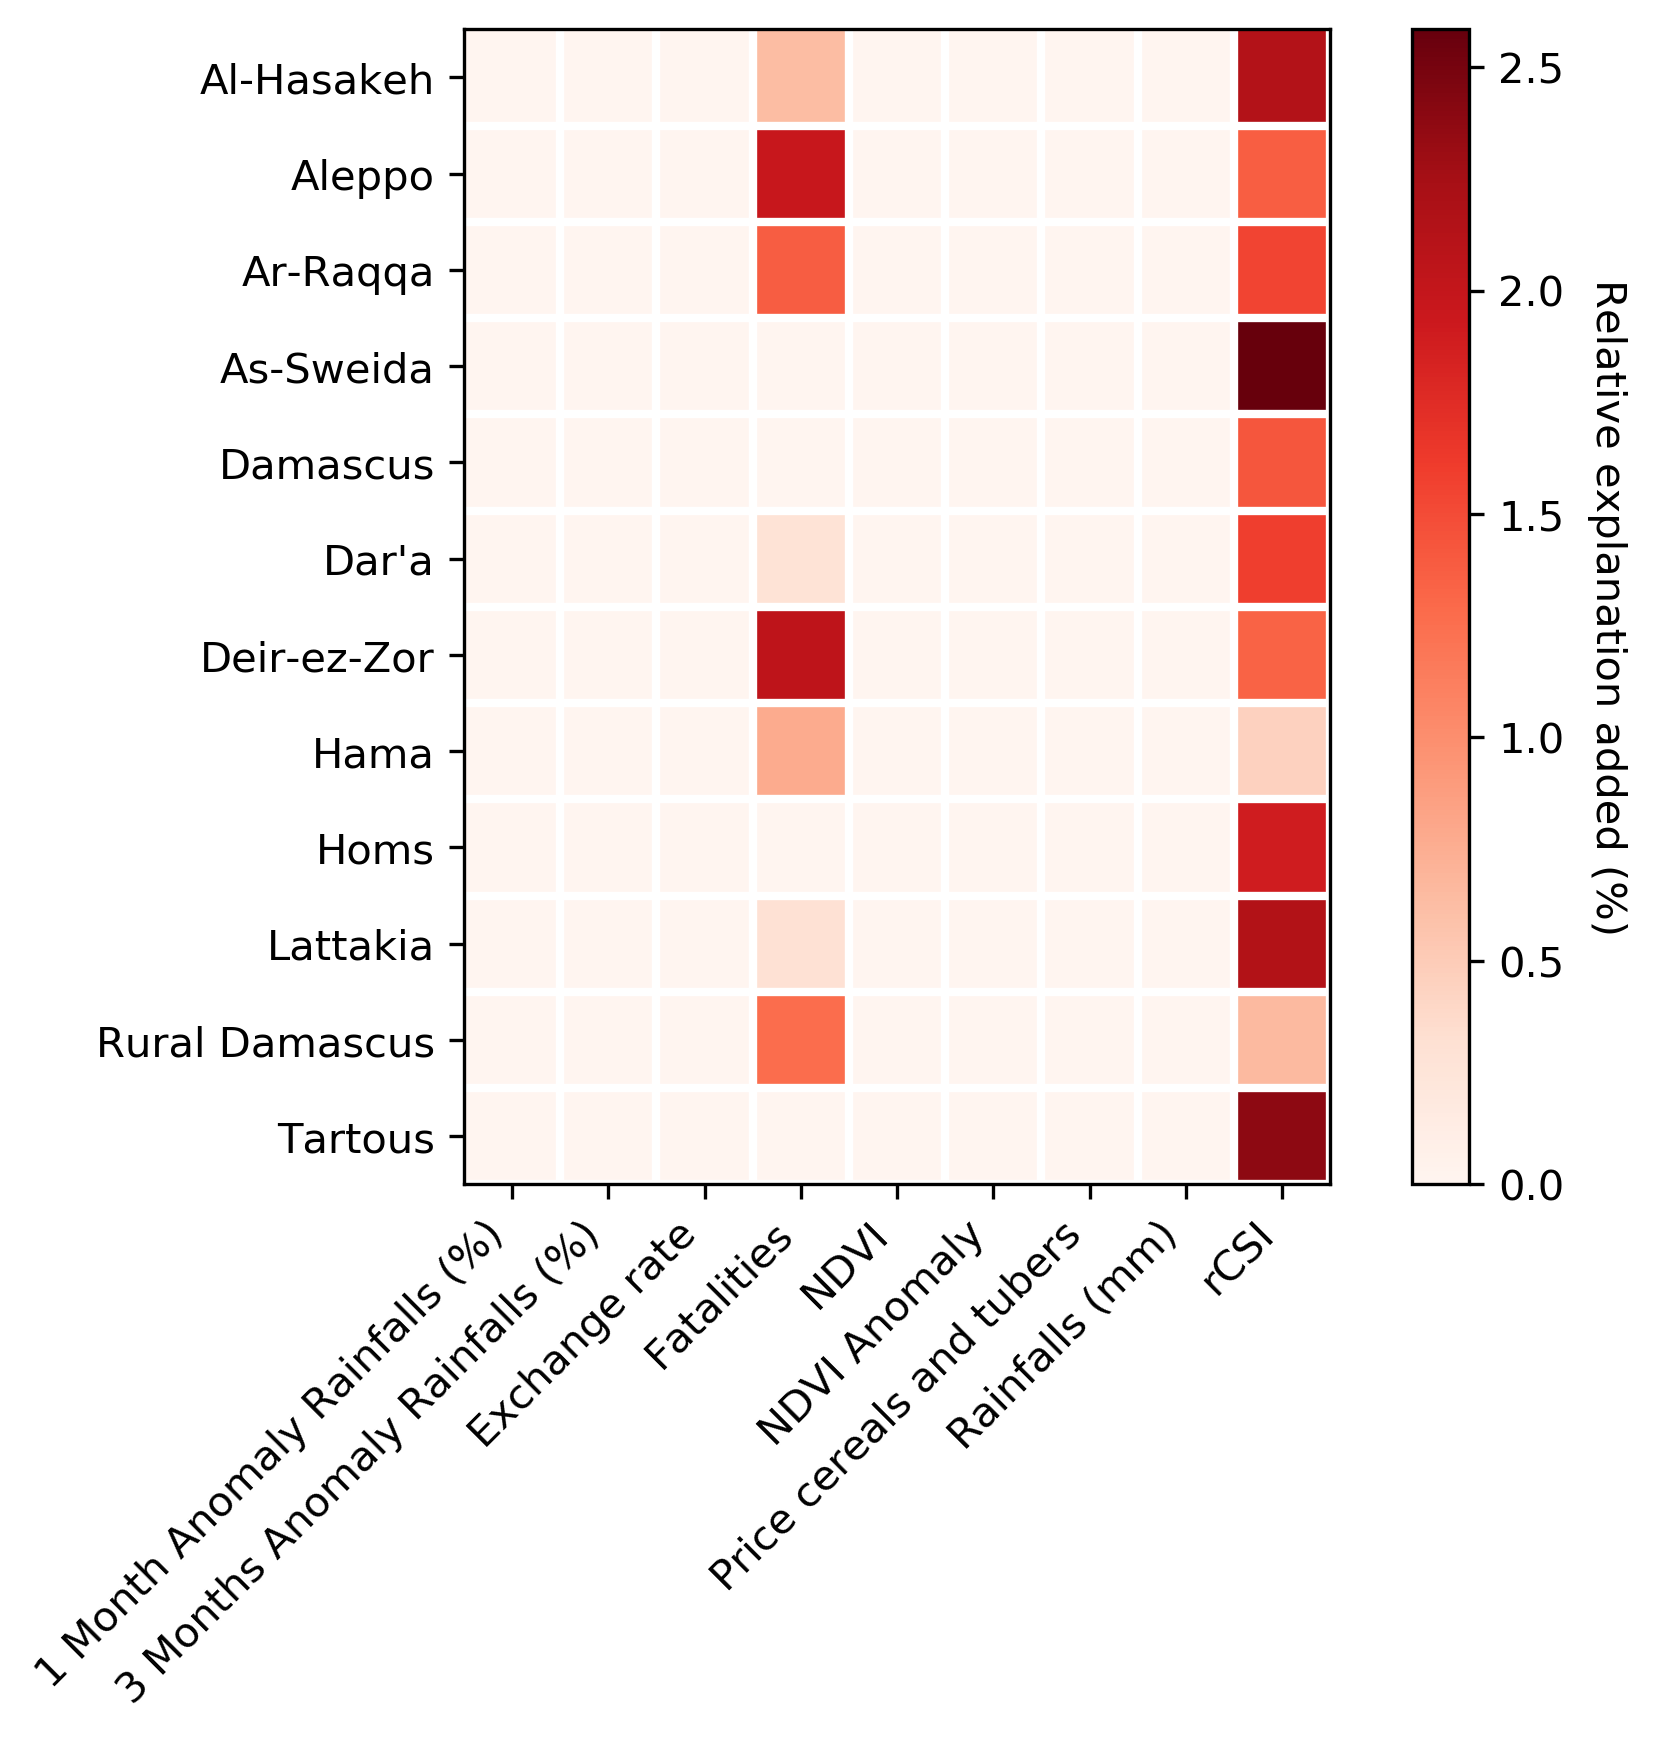 Al-Hasakeh
Aleppo
Ar-Raqqa
As-Sweida
Damascus
Dar'a
Deir-ez-Zor
Hama
Homs
Lattakia
Rural Damascus
Tartous
1 Month Anomaly Rainfalls (%)
3 Months Anomaly Rainfalls (%)
Exchange rate
Fatalities
NDVI
NDVI Anomaly
Price cereals and tubers
Rainfalls (mm)
rCSI
2.5
2.0
1.5
1.0
0.5
0.0
Relative explanation added (%)